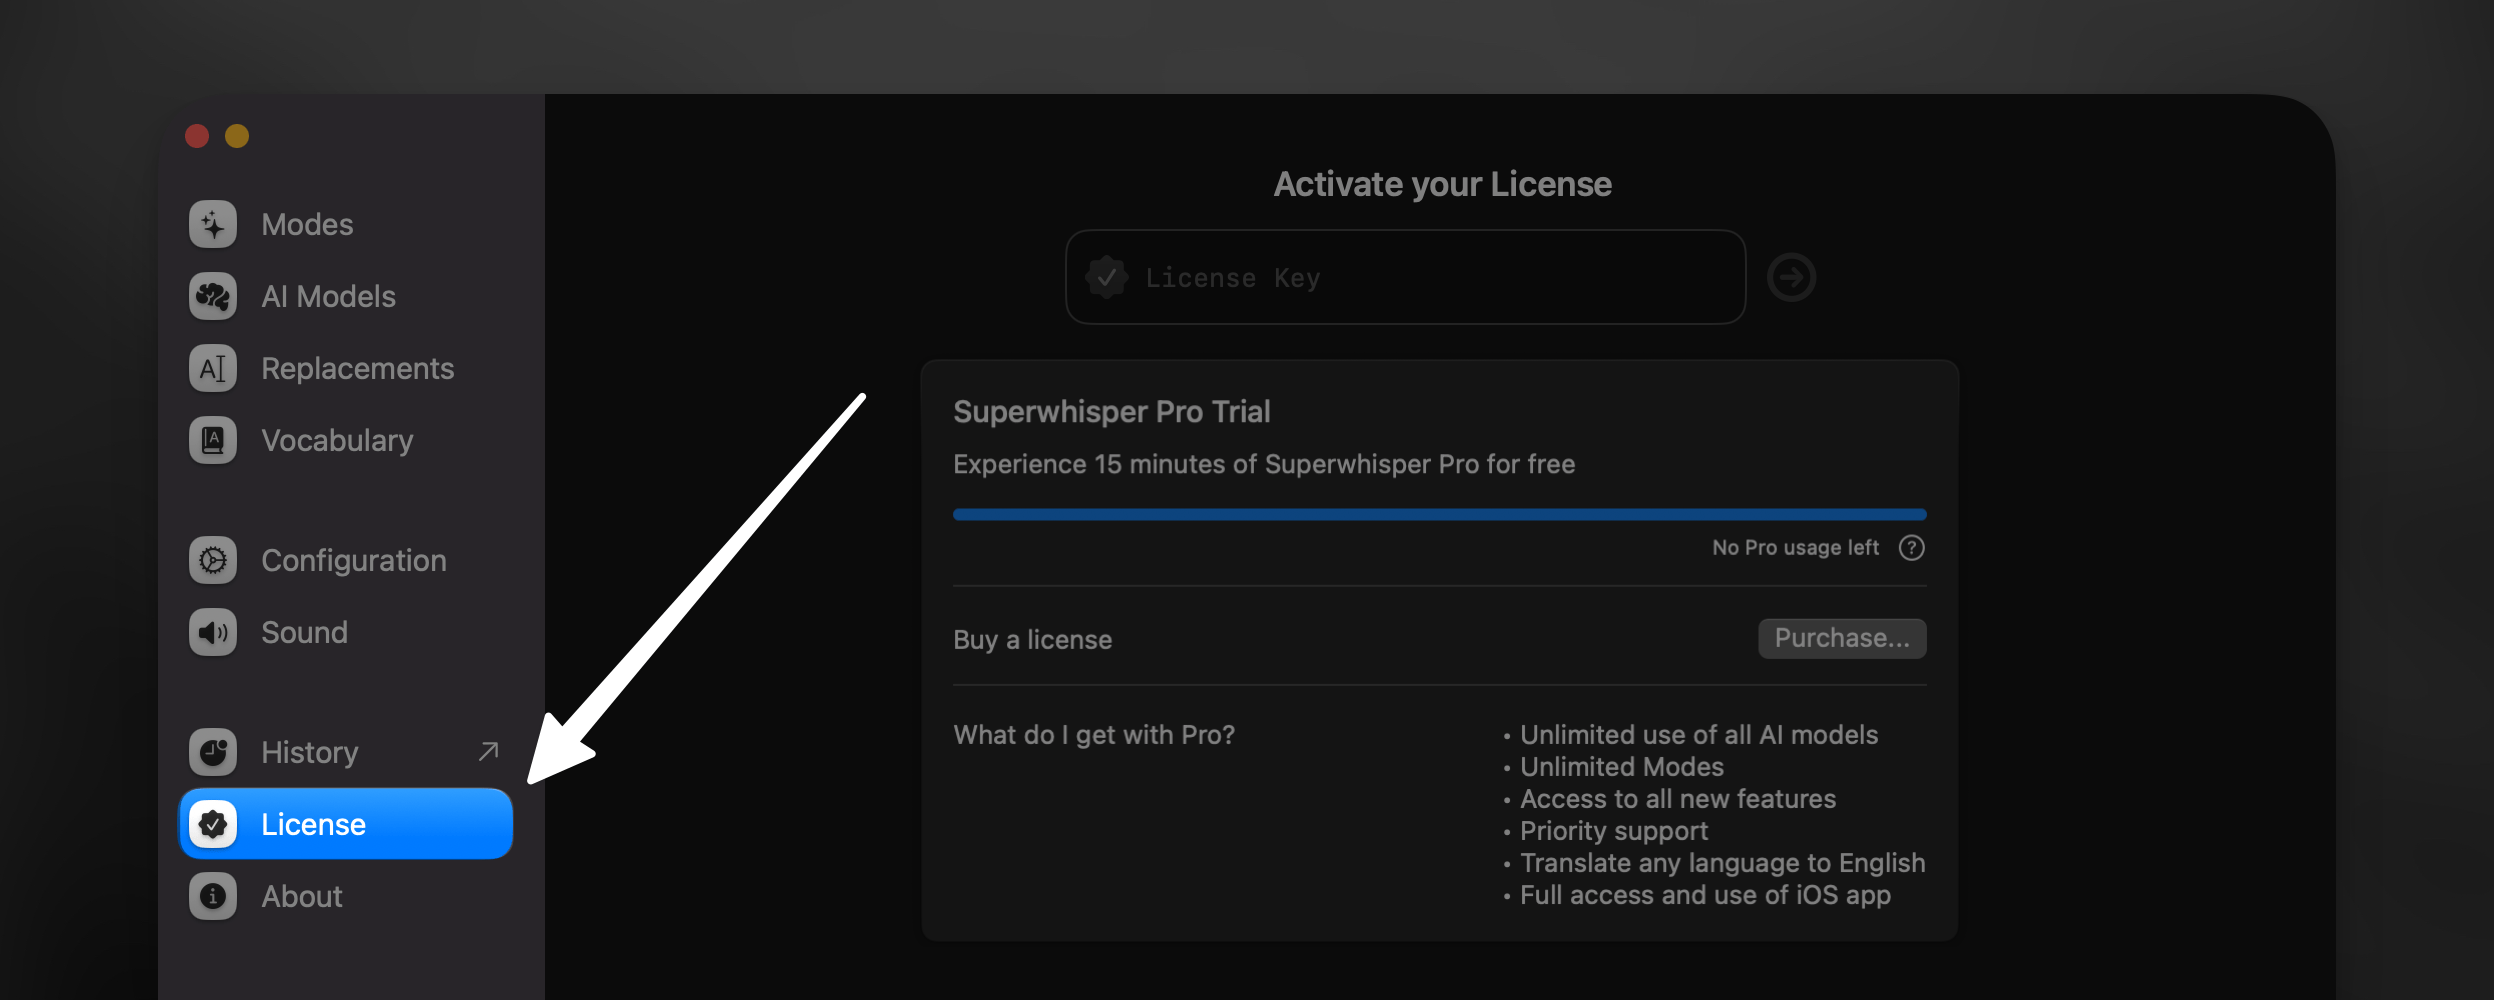 Modes
AI Models
Replacements
Vocabulary
Configuration
Sound
History
License
About
Activate your License
License Key
Superwhisper Pro Trial
Experience 15 minutes of Superwhisper Pro for free
No Pro usage left ?
Buy a license
Purchase...
What do I get with Pro?
• Unlimited use of all AI models
• Unlimited Modes
• Access to all new features
• Priority support
• Translate any language to English
• Full access and use of iOS app